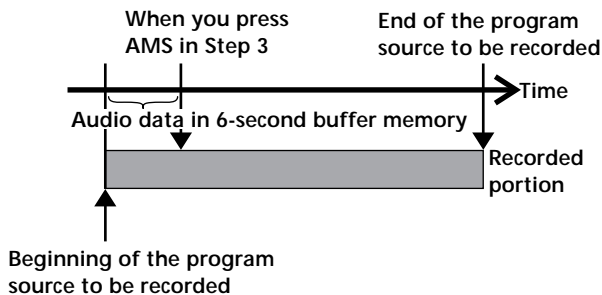 When you press
AMS in Step 3
End of the program
source to be recorded
Time
Audio data in 6-second buffer memory
Recorded
portion
Beginning of the program
source to be recorded